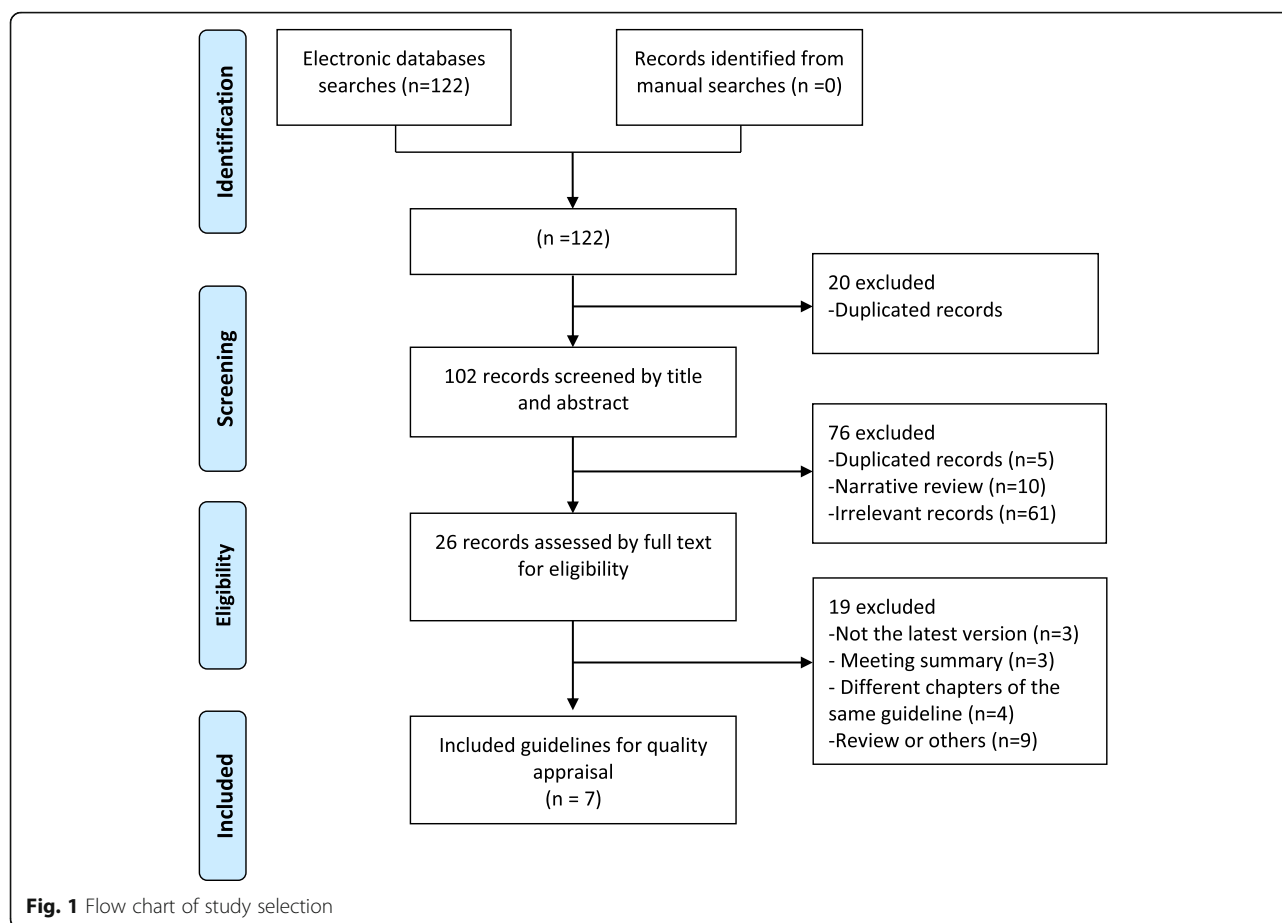 Identification
Electronic databases
searches (n=122)
Records identified from
manual searches (n =0)
(n =122)
20 excluded
-Duplicated records
Screening
102 records screened by title
and abstract
76 excluded
-Duplicated records (n=5)
-Narrative review (n=10)
-Irrelevant records (n=61)
Eligibility
26 records assessed by full text
for eligibility
19 excluded
-Not the latest version (n=3)
- Meeting summary (n=3)
- Different chapters of the
same guideline (n=4)
-Review or others (n=9)
Included
Included guidelines for quality
appraisal
(n = 7)
Fig. 1 Flow chart of study selection